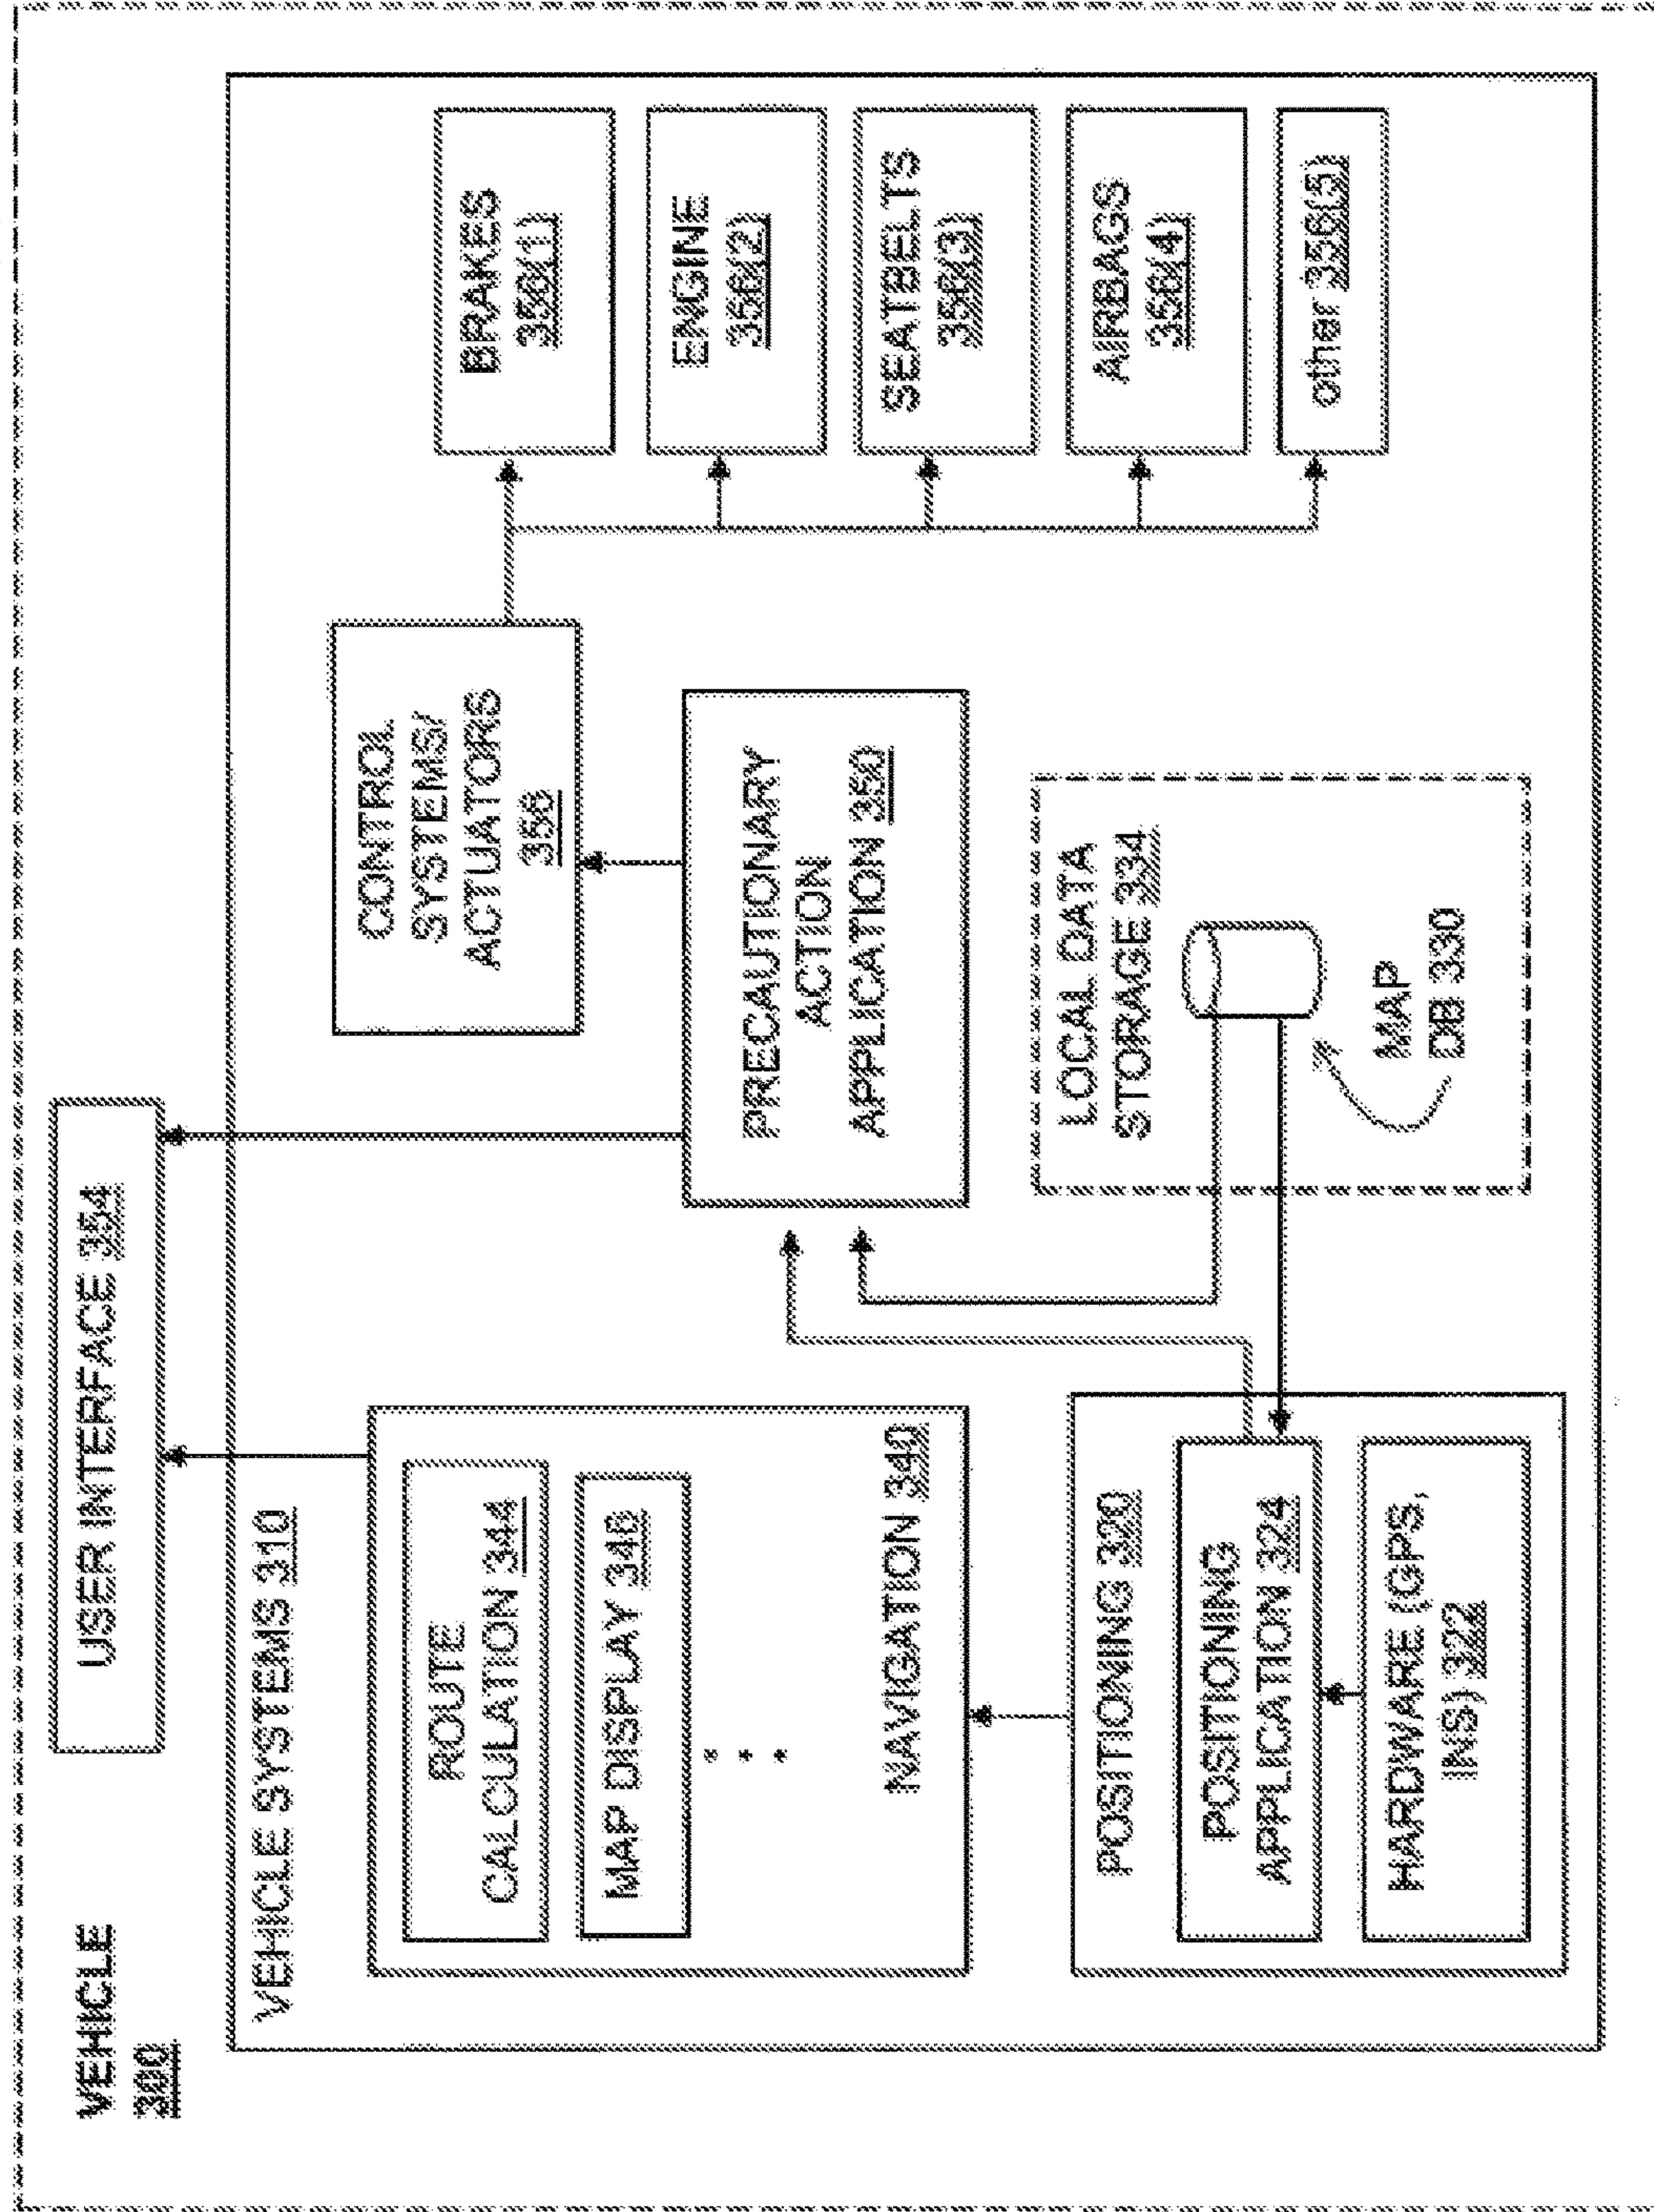 VEHICLE
300
USER INTERFACE 354
VEHICLE SYSTEMS 310
ROUTE
CALCULATION 344
MAP DISPLAY 346
NAVIGATION 340
POSITIONING 320
POSITIONING
APPLICATION 324
HARDWARE (GPS,
INS) 322
CONTROL
SYSTEMS/
ACTUATORS
356
PRECAUTIONARY
ACTION
APPLICATION 350
LOCAL DATA
STORAGE 334
MAP
DB 330
BRAKES
356(1)
ENGINE
356(2)
SEATBELTS
356(3)
AIRBAGS
356(4)
other 356(5)